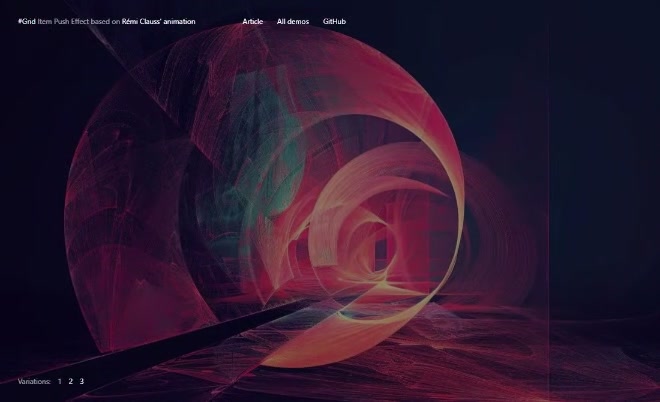 #Grid Item Push Effect based on Rémi Clauss' animation Article All demos GitHub
Variations: 1 2 3